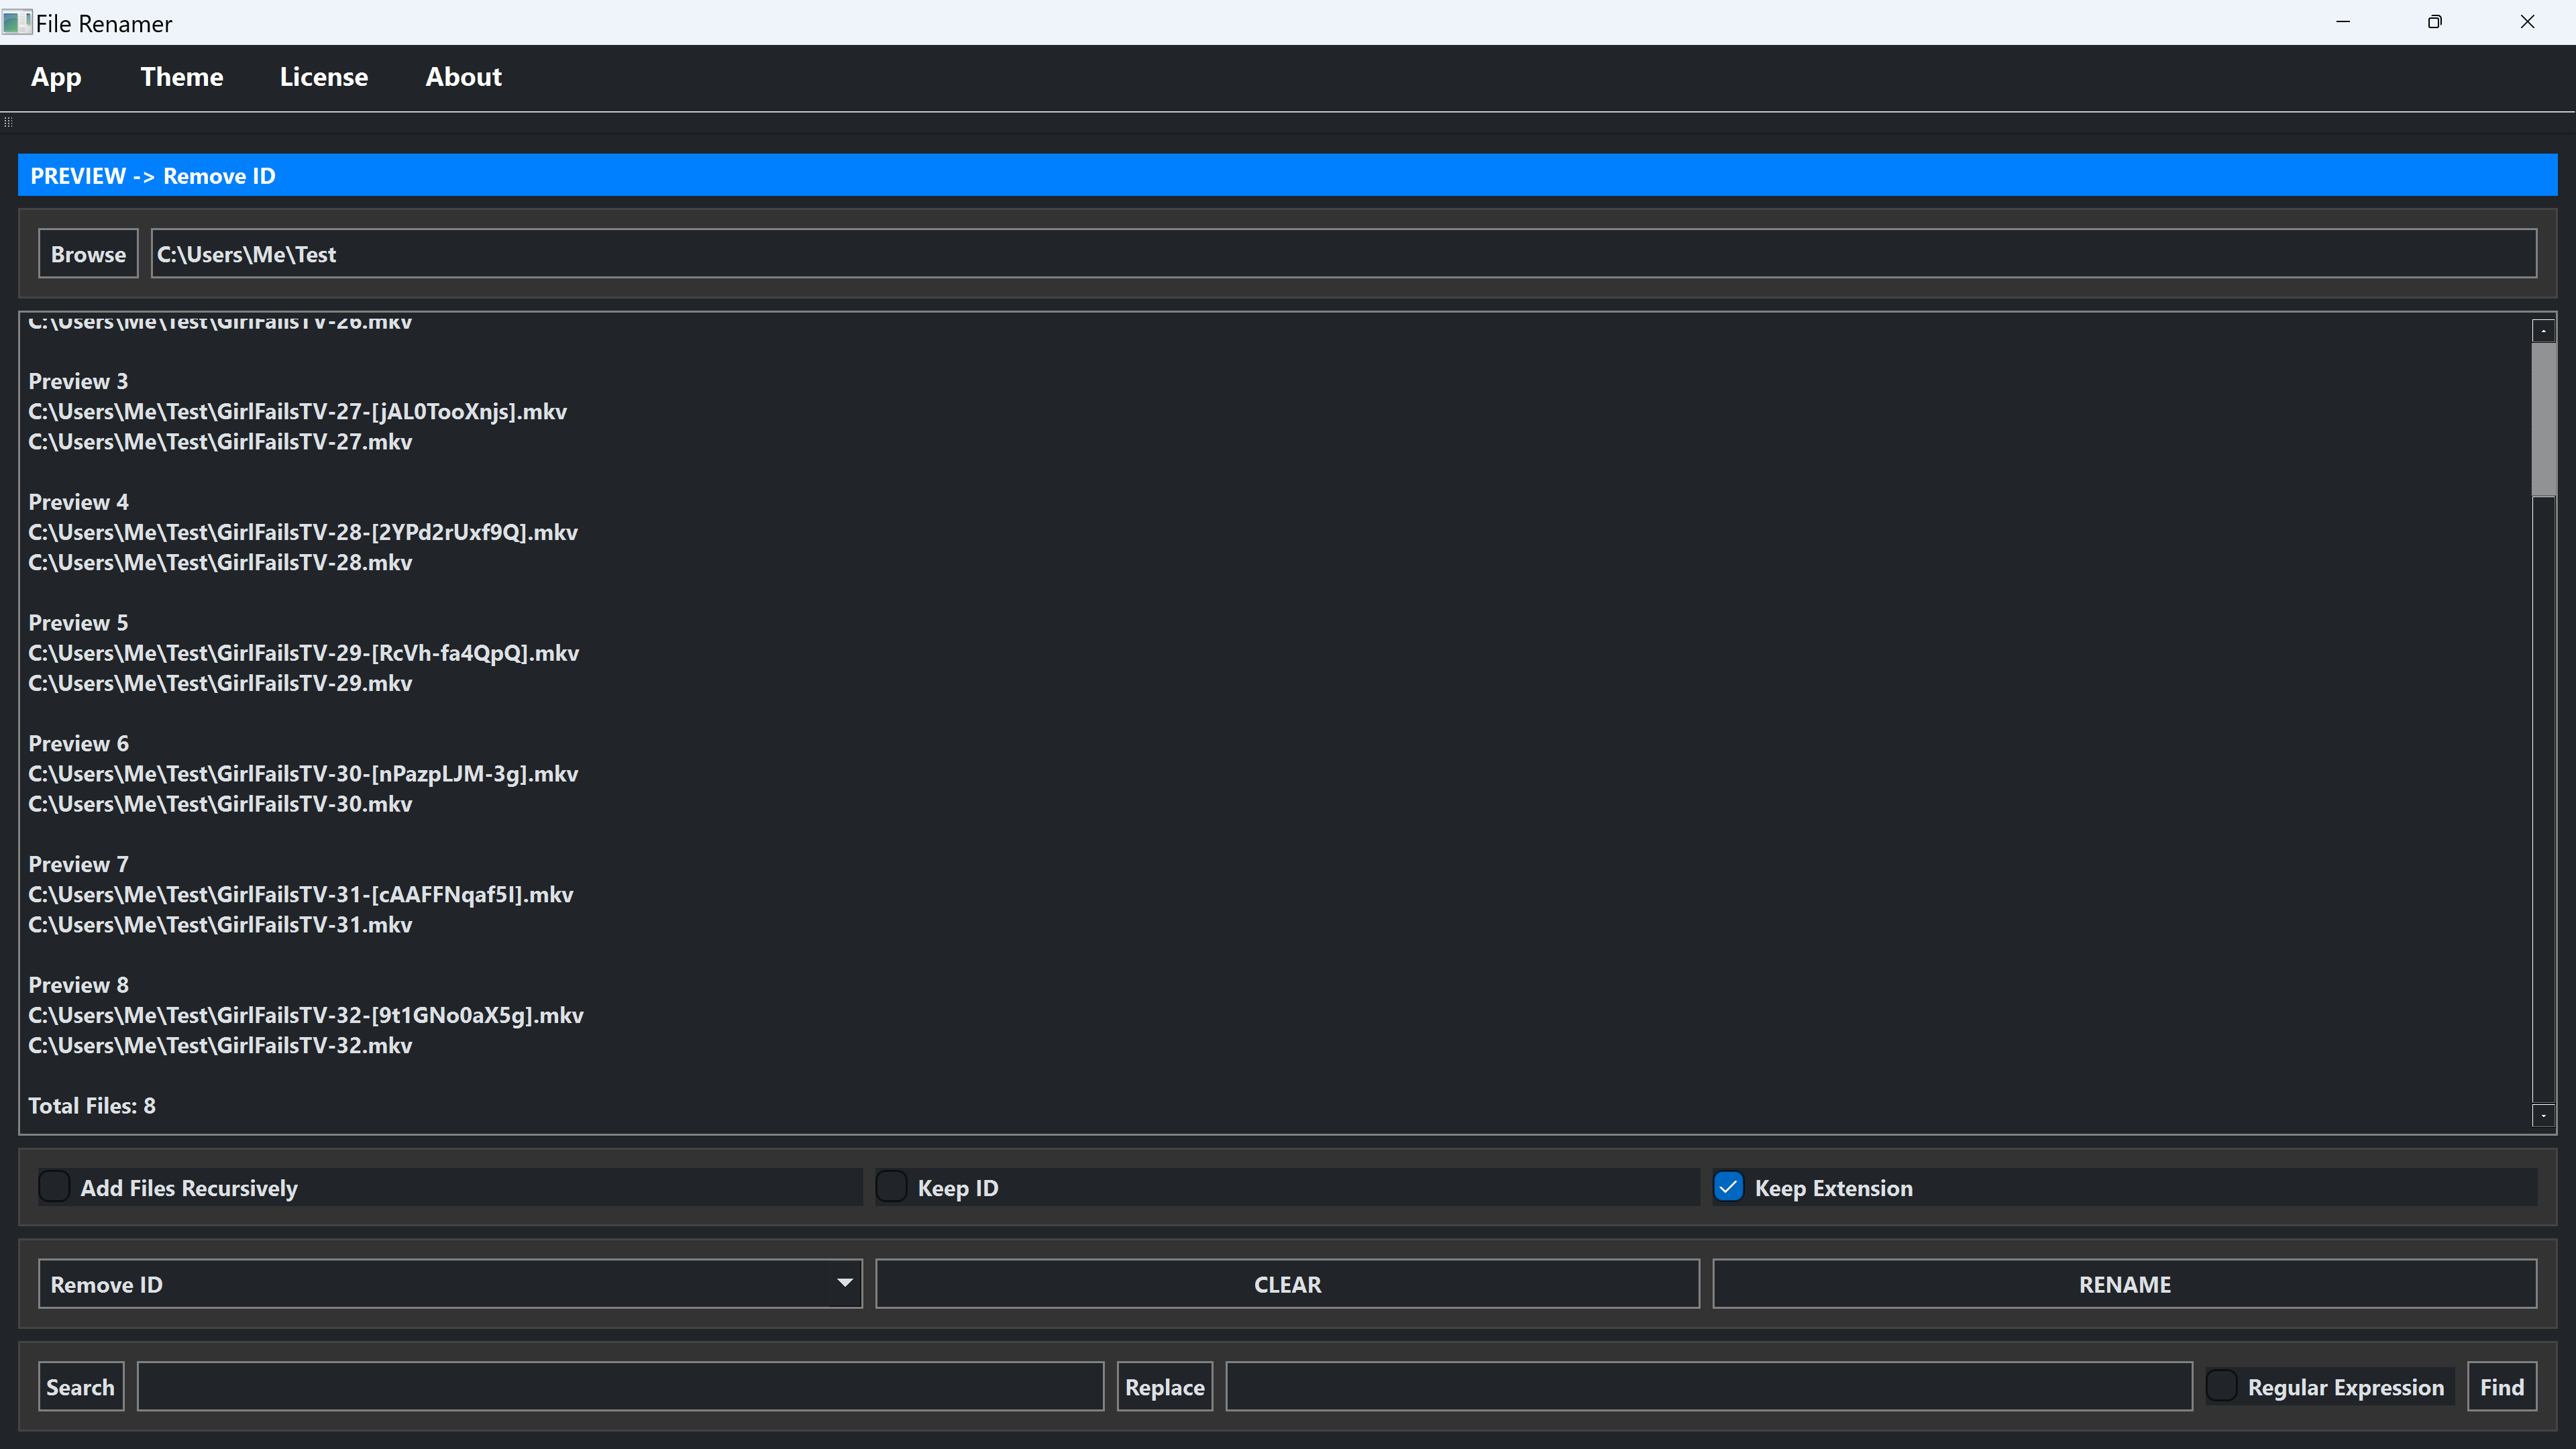 File Renamer
App Theme License About
PREVIEW -> Remove ID
Browse C:\Users\Me\Test
C:\Users\Me\Test\GirlFailsTV-26.mkv
Preview 3
C:\Users\Me\Test\GirlFailsTV-27-[jAL0TooXnjs].mkv
C:\Users\Me\Test\GirlFailsTV-27.mkv
Preview 4
C:\Users\Me\Test\GirlFailsTV-28-[2YPd2rUxf9Q].mkv
C:\Users\Me\Test\GirlFailsTV-28.mkv
Preview 5
C:\Users\Me\Test\GirlFailsTV-29-[RcVh-fa4QpQ].mkv
C:\Users\Me\Test\GirlFailsTV-29.mkv
Preview 6
C:\Users\Me\Test\GirlFailsTV-30-[nPazpLJM-3g].mkv
C:\Users\Me\Test\GirlFailsTV-30.mkv
Preview 7
C:\Users\Me\Test\GirlFailsTV-31-[cAAFFNqaf5I].mkv
C:\Users\Me\Test\GirlFailsTV-31.mkv
Preview 8
C:\Users\Me\Test\GirlFailsTV-32-[9t1GNo0aX5g].mkv
C:\Users\Me\Test\GirlFailsTV-32.mkv
Total Files: 8
Add Files Recursively Keep ID Keep Extension
Remove ID CLEAR RENAME
Search Replace Regular Expression Find